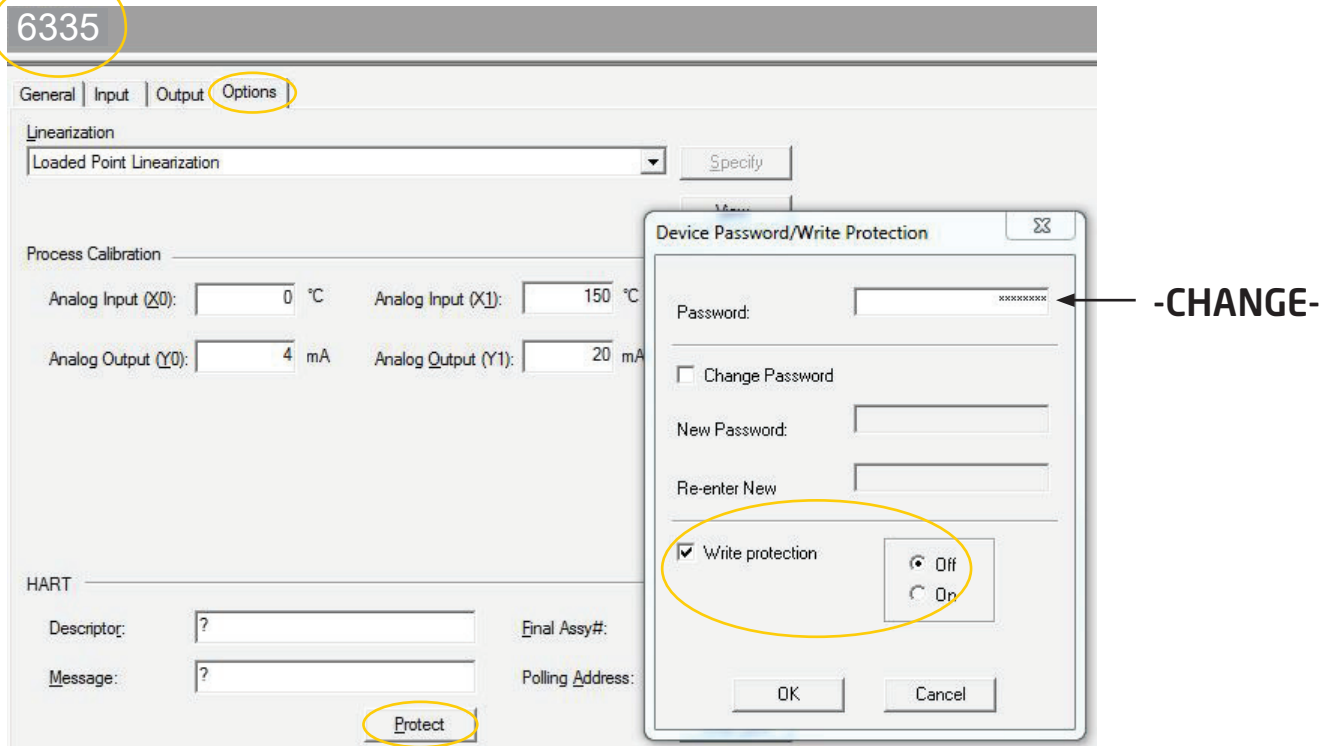 6335
General Input Output Options
Linearization
Loaded Point Linearization Specify
Process Calibration
Analog Input (X0): 0 °C Analog Input (X1): 150 °C
Analog Output (Y0): 4 mA Analog Output (Y1): 20 mA
HART
Descriptor: ? Final Assy#:
Message: ? Polling Address:
Protect
Device Password/Write Protection
Password: ******** -CHANGE-
Change Password
New Password:
Re-enter New
Write protection Off
On
OK Cancel